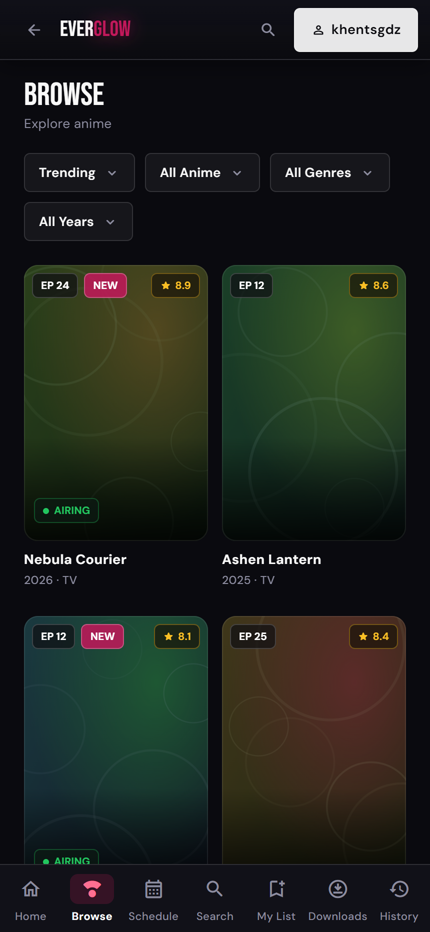 EVERGLOW
khentsgdz
BROWSE
Explore anime
Trending
All Anime
All Genres
All Years
EP 24
NEW
8.9
EP 12
8.6
AIRING
Nebula Courier
Ashen Lantern
2026 · TV
2025 · TV
EP 12
NEW
8.1
EP 25
8.4
AIRING
Home
Browse
Schedule
Search
My List
Downloads
History